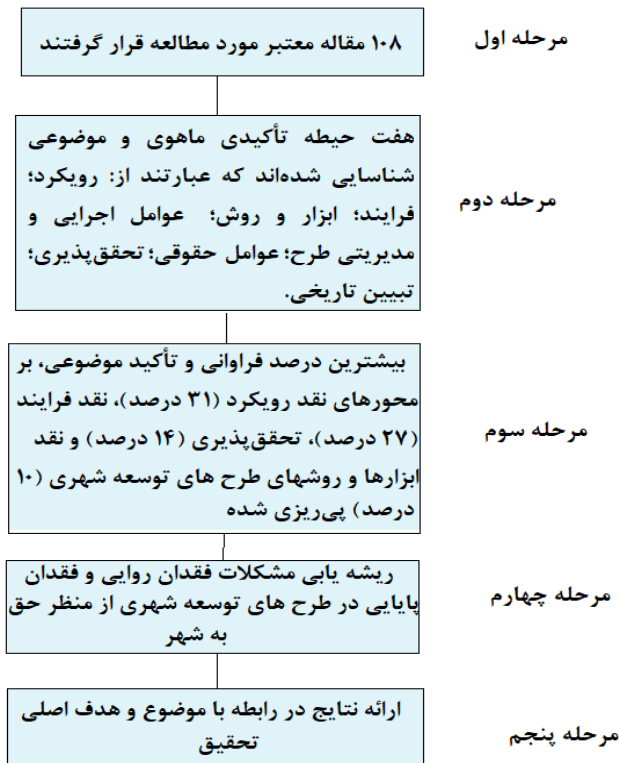 مرحله اول
۱۰۸ مقاله معتبر مورد مطالعه قرار گرفتند
مرحله دوم
هفت حیطه تأکیدی ماهوی و موضوعی
شناسایی شده‌اند که عبارتند از: رویکرد؛
فرایند؛ ابزار و روش؛ عوامل اجرایی و
مدیریتی طرح؛ عوامل حقوقی؛ تحقق‌پذیری؛
تبیین تاریخی.
مرحله سوم
بیشترین درصد فراوانی و تأکید موضوعی، بر
محورهای نقد رویکرد (۳۱ درصد)، نقد فرایند
(۲۷ درصد)، تحقق‌پذیری (۱۴ درصد) و نقد
ابزارها و روشهای طرح های توسعه شهری (۱۰
درصد) پی‌ریزی شده
مرحله چهارم
ریشه یابی مشکلات فقدان روایی و فقدان
پایایی در طرح های توسعه شهری از منظر حق
به شهر
مرحله پنجم
ارائه نتایج در رابطه با موضوع و هدف اصلی
تحقیق